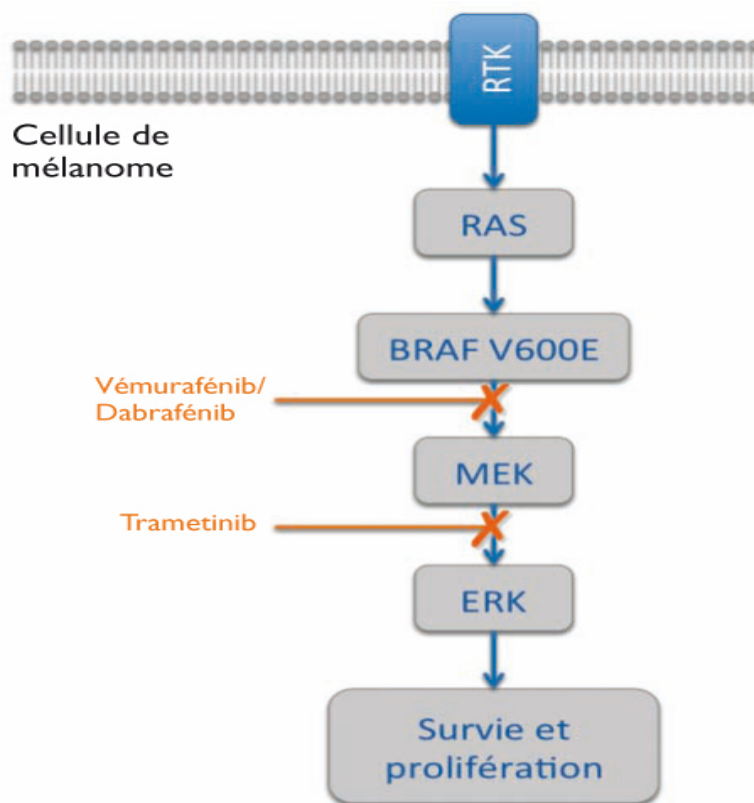 RTK
Cellule de
mélanome
RAS
BRAF V600E
Vémurafénib/
Dabrafénib
MEK
Trametinib
ERK
Survie et
prolifération